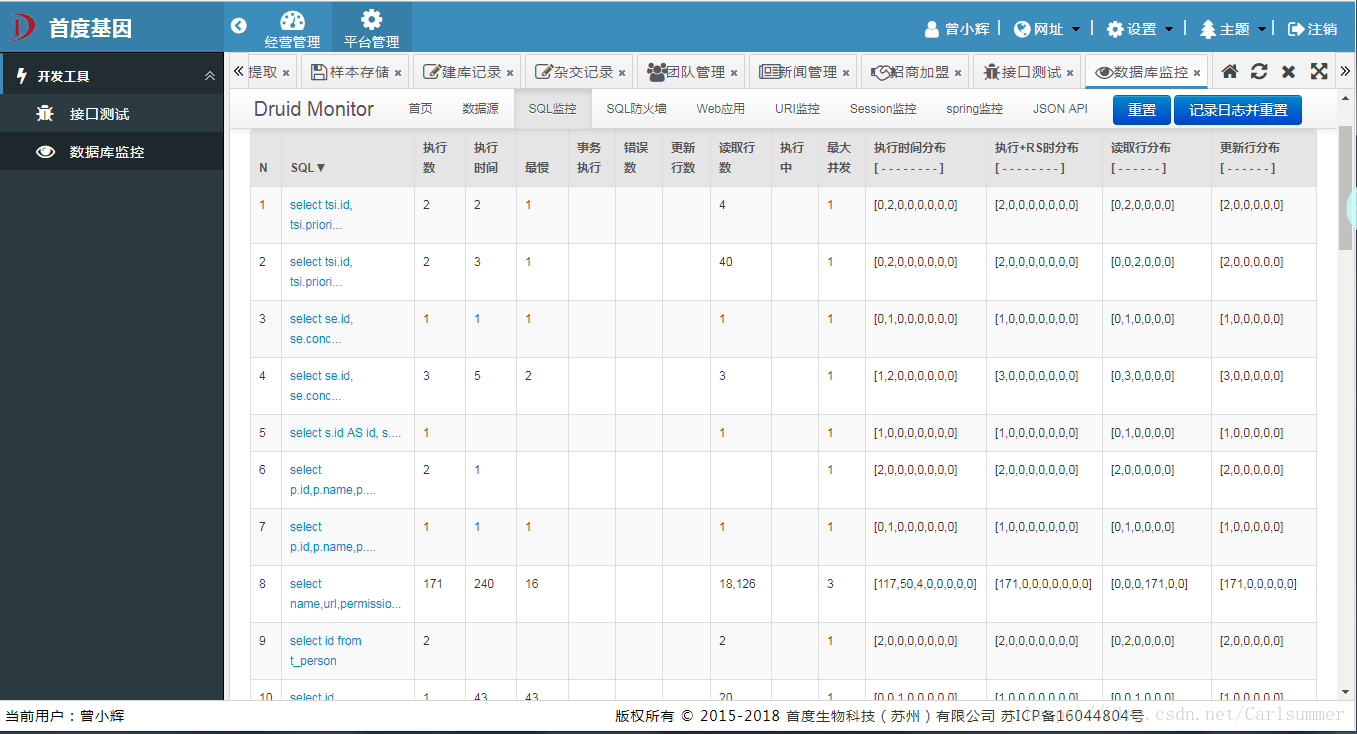 首度基因
经营管理 平台管理
曾小辉 网址 设置 主题 注销
开发工具
接口测试
数据库监控
提取 样本存储 建库记录 杂交记录 团队管理 新闻管理 招商加盟 接口测试 数据库监控
Druid Monitor 首页 数据源 SQL监控 SQL防火墙 Web应用 URI监控 Session监控 spring监控 JSON API 重置 记录日志并重置
N SQL▼ 执行数 执行时间 最慢 事务执行 错误数 更新行数 读取行数 执行中 最大并发 执行时间分布 [ - - - - - - - - ] 执行+RS时分布 [ - - - - - - - - ] 读取行分布 [ - - - - - - ] 更新行分布 [ - - - - - - ]
1 select tsi.id, tsi.priori... 2 2 1 4 1 [0,2,0,0,0,0,0,0] [2,0,0,0,0,0,0,0] [0,2,0,0,0,0] [2,0,0,0,0,0]
2 select tsi.id, tsi.priori... 2 3 1 40 1 [0,2,0,0,0,0,0,0] [2,0,0,0,0,0,0,0] [0,0,2,0,0,0] [2,0,0,0,0,0]
3 select se.id, se.conc... 1 1 1 1 1 [0,1,0,0,0,0,0,0] [1,0,0,0,0,0,0,0] [0,1,0,0,0,0] [1,0,0,0,0,0]
4 select se.id, se.conc... 3 5 2 3 1 [1,2,0,0,0,0,0,0] [3,0,0,0,0,0,0,0] [0,3,0,0,0,0] [3,0,0,0,0,0]
5 select s.id AS id, s.... 1 1 1 [1,0,0,0,0,0,0,0] [1,0,0,0,0,0,0,0] [0,1,0,0,0,0] [1,0,0,0,0,0]
6 select p.id,p.name,p.... 2 1 1 [2,0,0,0,0,0,0,0] [2,0,0,0,0,0,0,0] [2,0,0,0,0,0] [2,0,0,0,0,0]
7 select p.id,p.name,p.... 1 1 1 1 1 [0,1,0,0,0,0,0,0] [1,0,0,0,0,0,0,0] [0,1,0,0,0,0] [1,0,0,0,0,0]
8 select name,url,permissio... 171 240 16 18,126 3 [117,50,4,0,0,0,0,0] [171,0,0,0,0,0,0,0] [0,0,0,171,0,0] [171,0,0,0,0,0]
9 select id from t_person 2 2 1 [2,0,0,0,0,0,0,0] [2,0,0,0,0,0,0,0] [0,2,0,0,0,0] [2,0,0,0,0,0]
10 select id 1 43 43 20 1 [0,0,1,0,0,0,0,0] [1,0,0,0,0,0,0,0] [0,0,1,0,0,0] [1,0,0,0,0,0]
当前用户：曾小辉 版权所有 © 2015-2018 首度生物科技（苏州）有限公司 苏ICP备16044804号
.csdn.net/Carlsummer